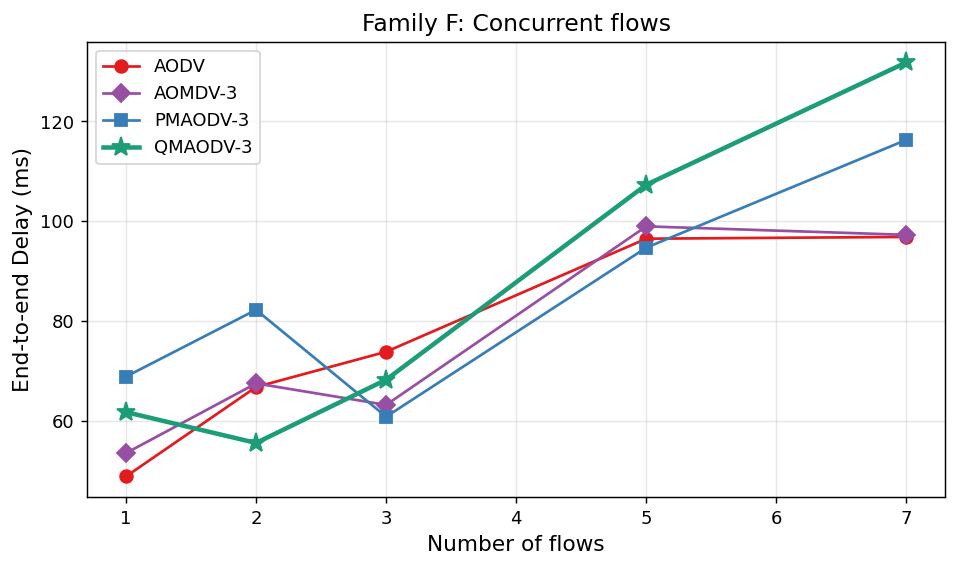 Family F: Concurrent flows
AODV
AOMDV-3
PMAODV-3
QMAODV-3
End-to-end Delay (ms)
120
100
80
60
1 2 3 4 5 6 7
Number of flows